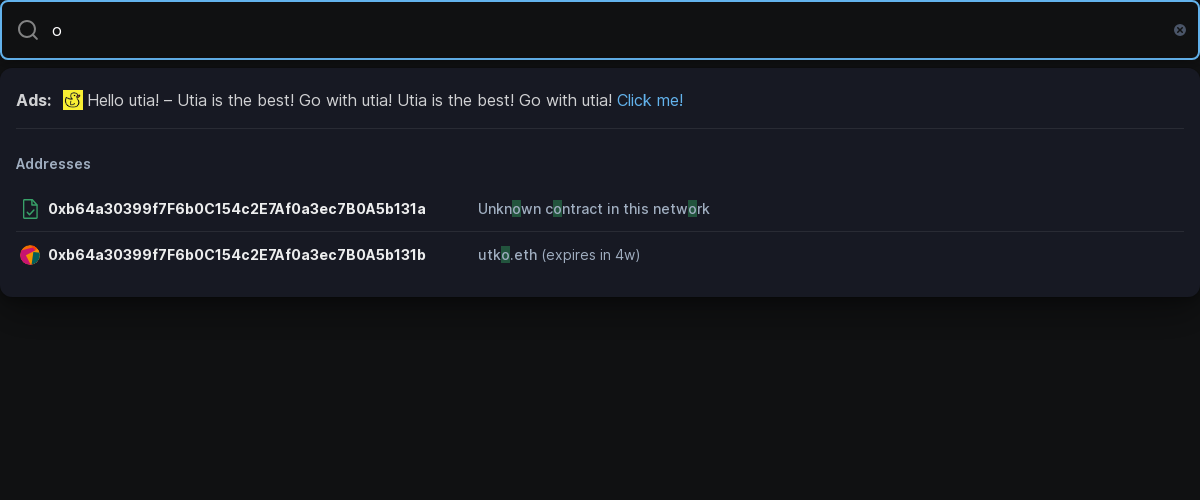 o
Ads: Hello utia! – Utia is the best! Go with utia! Utia is the best! Go with utia! Click me!
Addresses
0xb64a30399f7F6b0C154c2E7Af0a3ec7B0A5b131a Unknown contract in this network
0xb64a30399f7F6b0C154c2E7Af0a3ec7B0A5b131b utko.eth (expires in 4w)